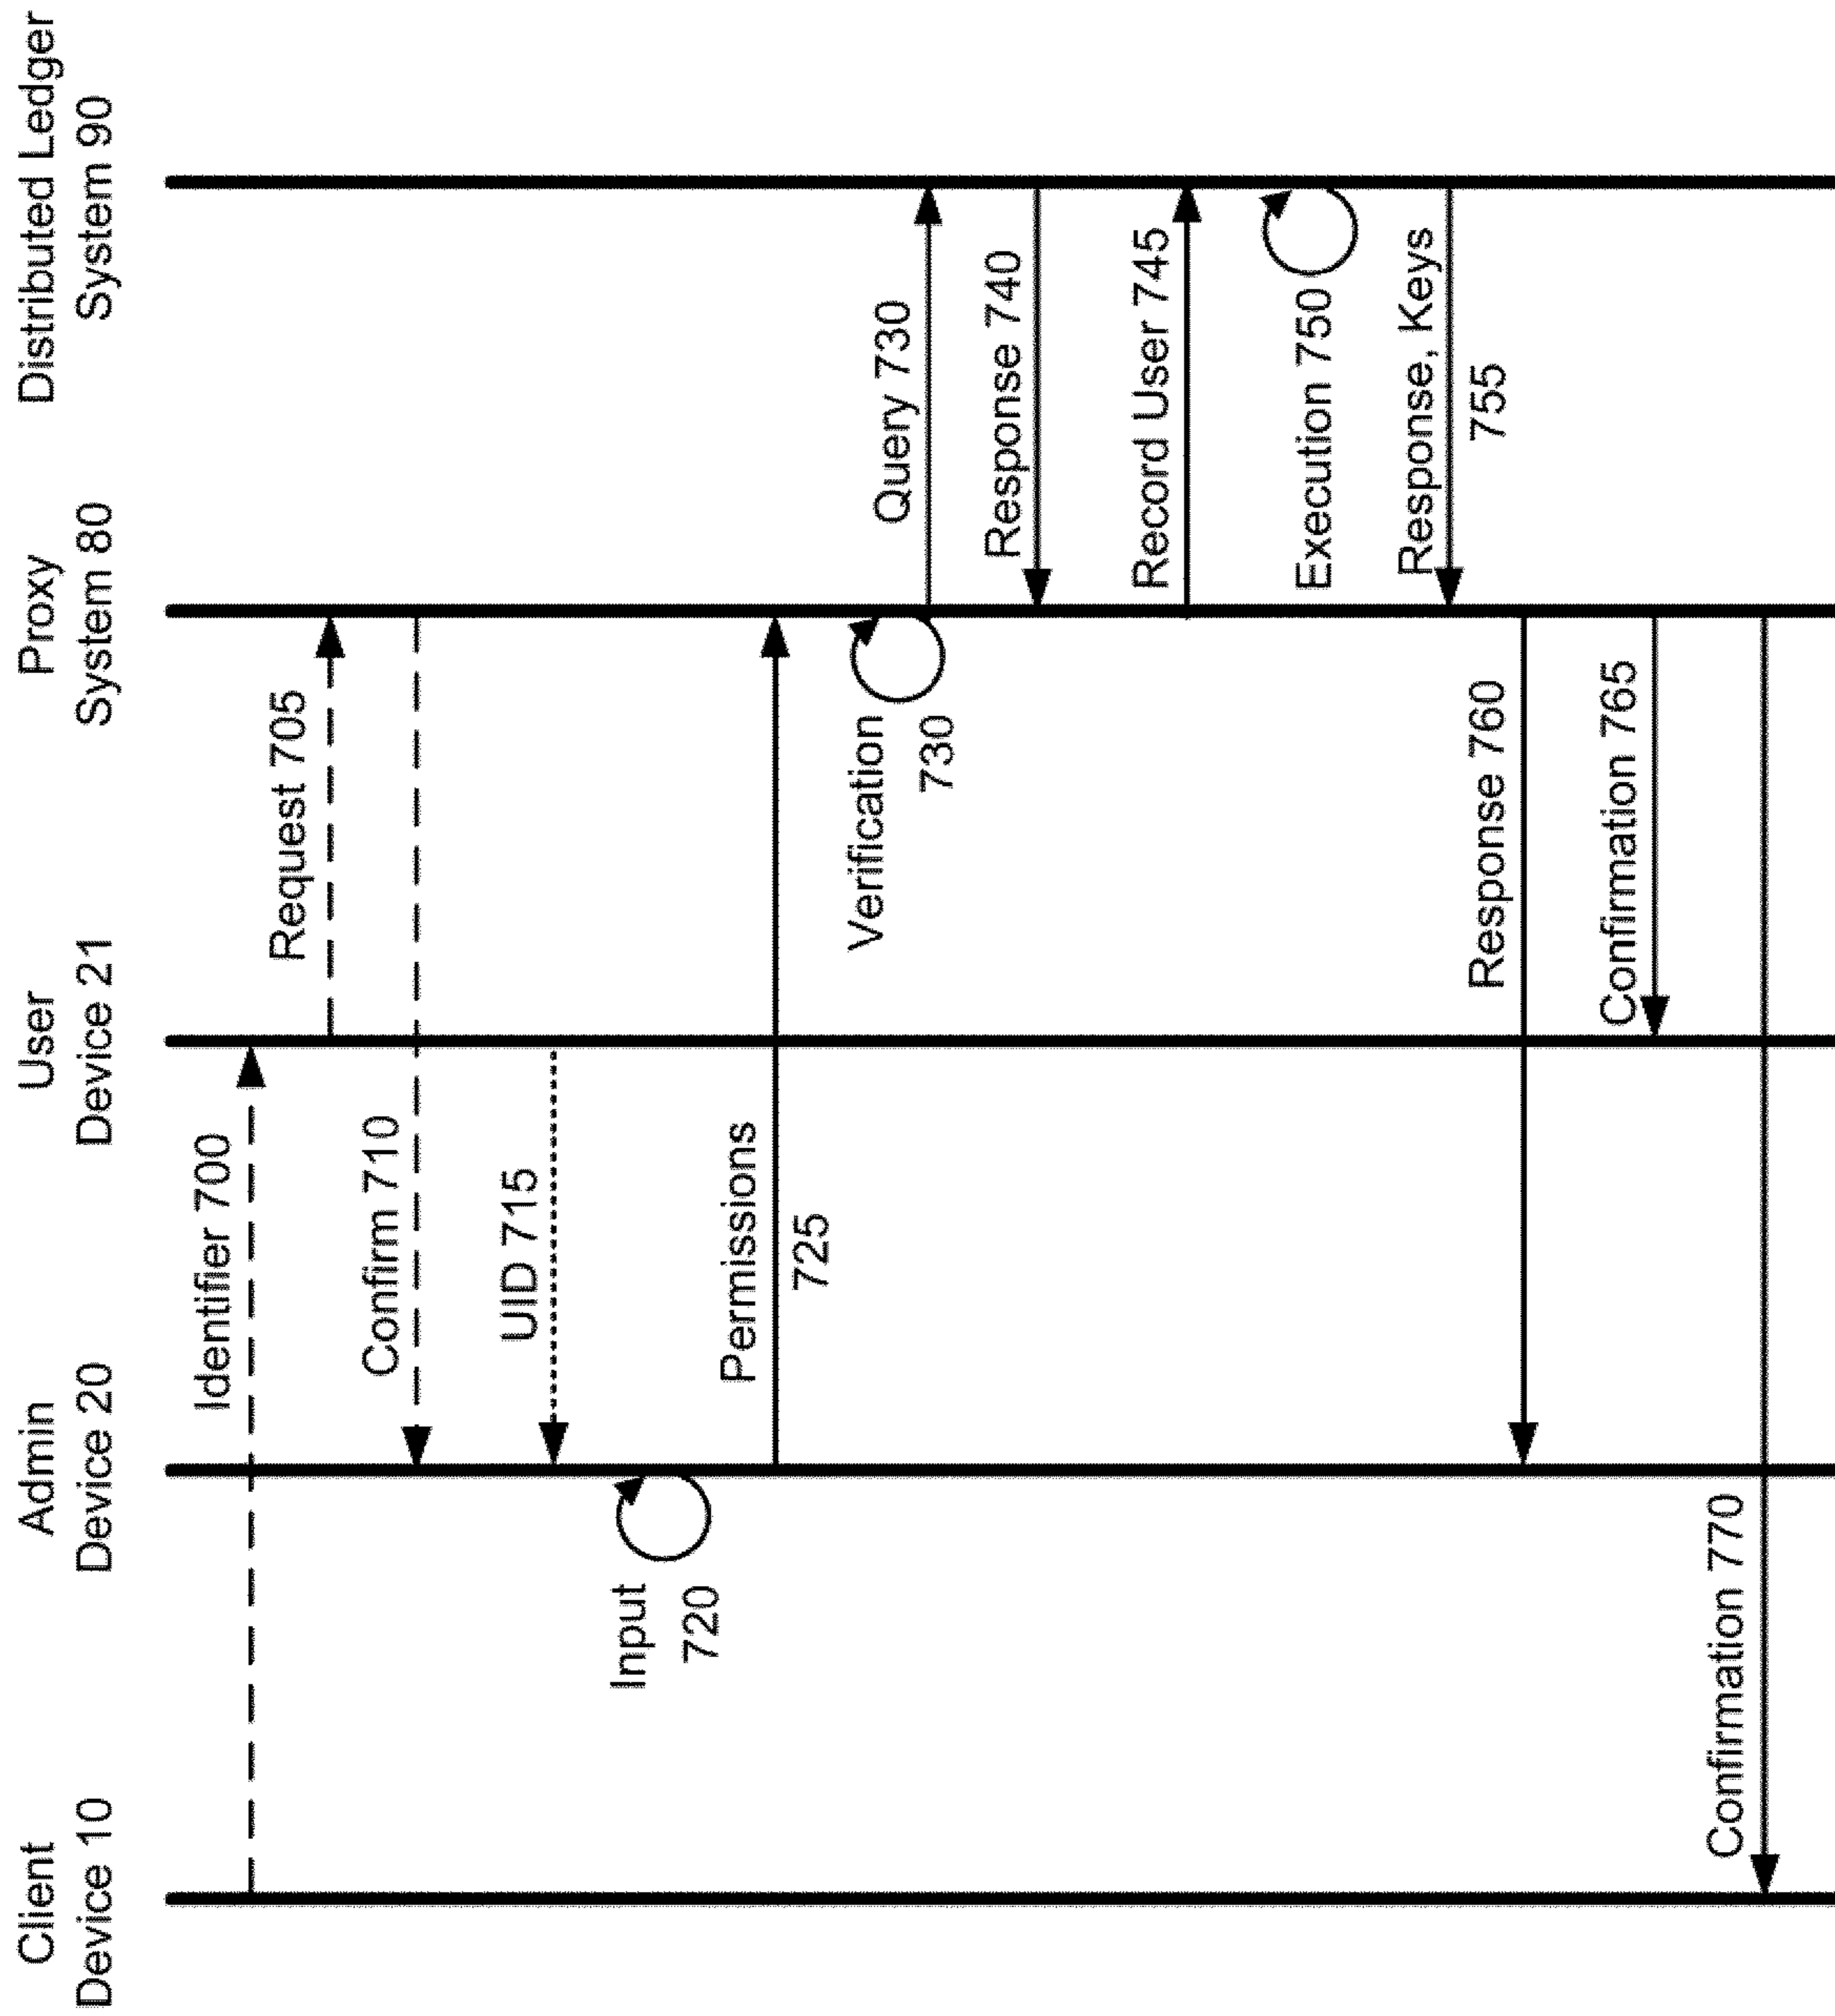 Client
Device 10
Admin
Device 20
User
Device 21
Proxy
System 80
Distributed Ledger
System 90
Identifier 700
Request 705
Confirm 710
UID 715
Input
720
Permissions
725
Verification
730
Query 730
Response 740
Record User 745
Execution 750
Response, Keys
755
Response 760
Confirmation 765
Confirmation 770